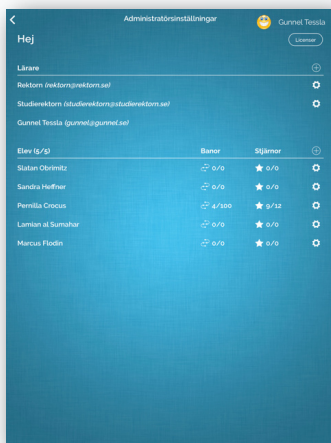 Administratörsinställningar
Gunnel Tessla
Hej
Licenser
Lärare
Rektorn (rektorn@rektorn.se)
Studierektorn (studierektorn@studierektorn.se)
Gunnel Tessla (gunnel@gunnel.se)
Elev (5/5) Banor Stjärnor
Slatan Obrimitz 0/0 0/0
Sandra Heffner 0/0 0/0
Pernilla Crocus 4/100 9/12
Lamian al Sumahar 0/0 0/0
Marcus Flodin 0/0 0/0